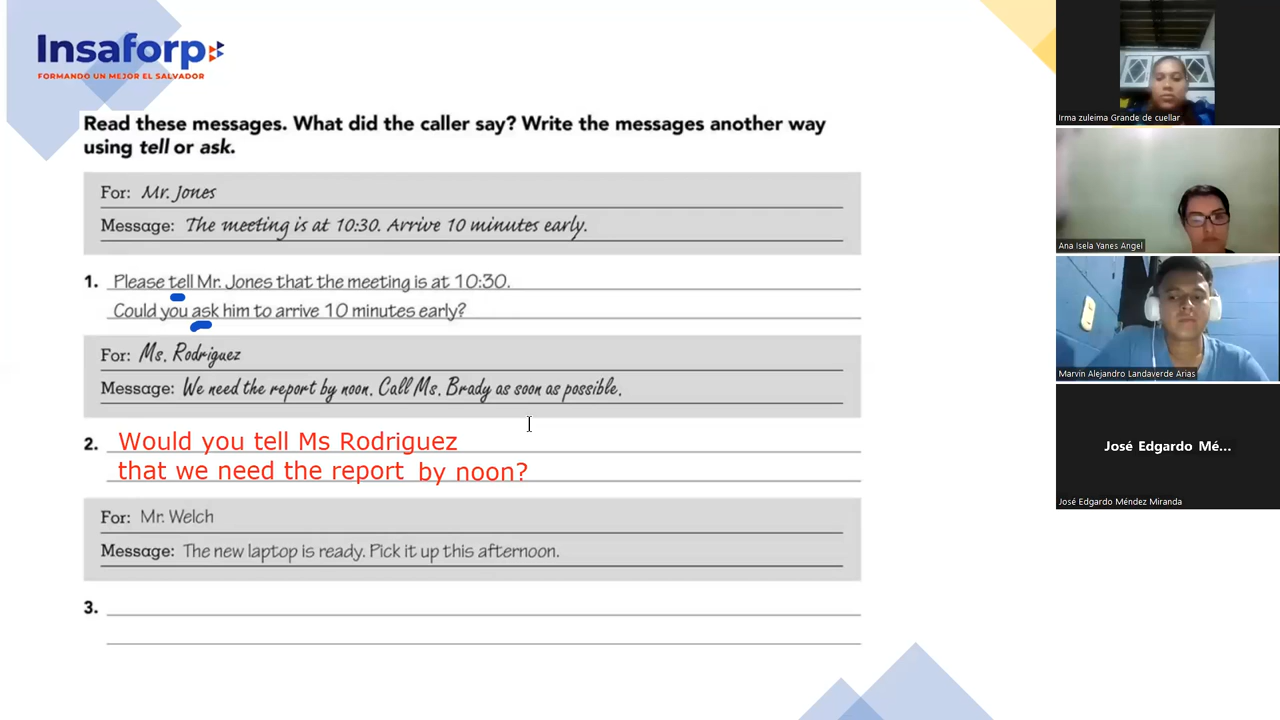 Insaforp
FORMANDO UN MEJOR EL SALVADOR
Read these messages. What did the caller say? Write the messages another way
using tell or ask.
For: Mr. Jones
Message: The meeting is at 10:30. Arrive 10 minutes early.
1. Please tell Mr. Jones that the meeting is at 10:30.
Could you ask him to arrive 10 minutes early?
For: Ms. Rodriguez
Message: We need the report by noon. Call Ms. Brady as soon as possible.
2. Would you tell Ms Rodriguez
that we need the report by noon?
For: Mr. Welch
Message: The new laptop is ready. Pick it up this afternoon.
3.
Irma zuleima Grande de cuellar
Ana Isela Yanes Angel
Marvin Alejandro Landaverde Arias
José Edgardo Mé...
José Edgardo Méndez Miranda